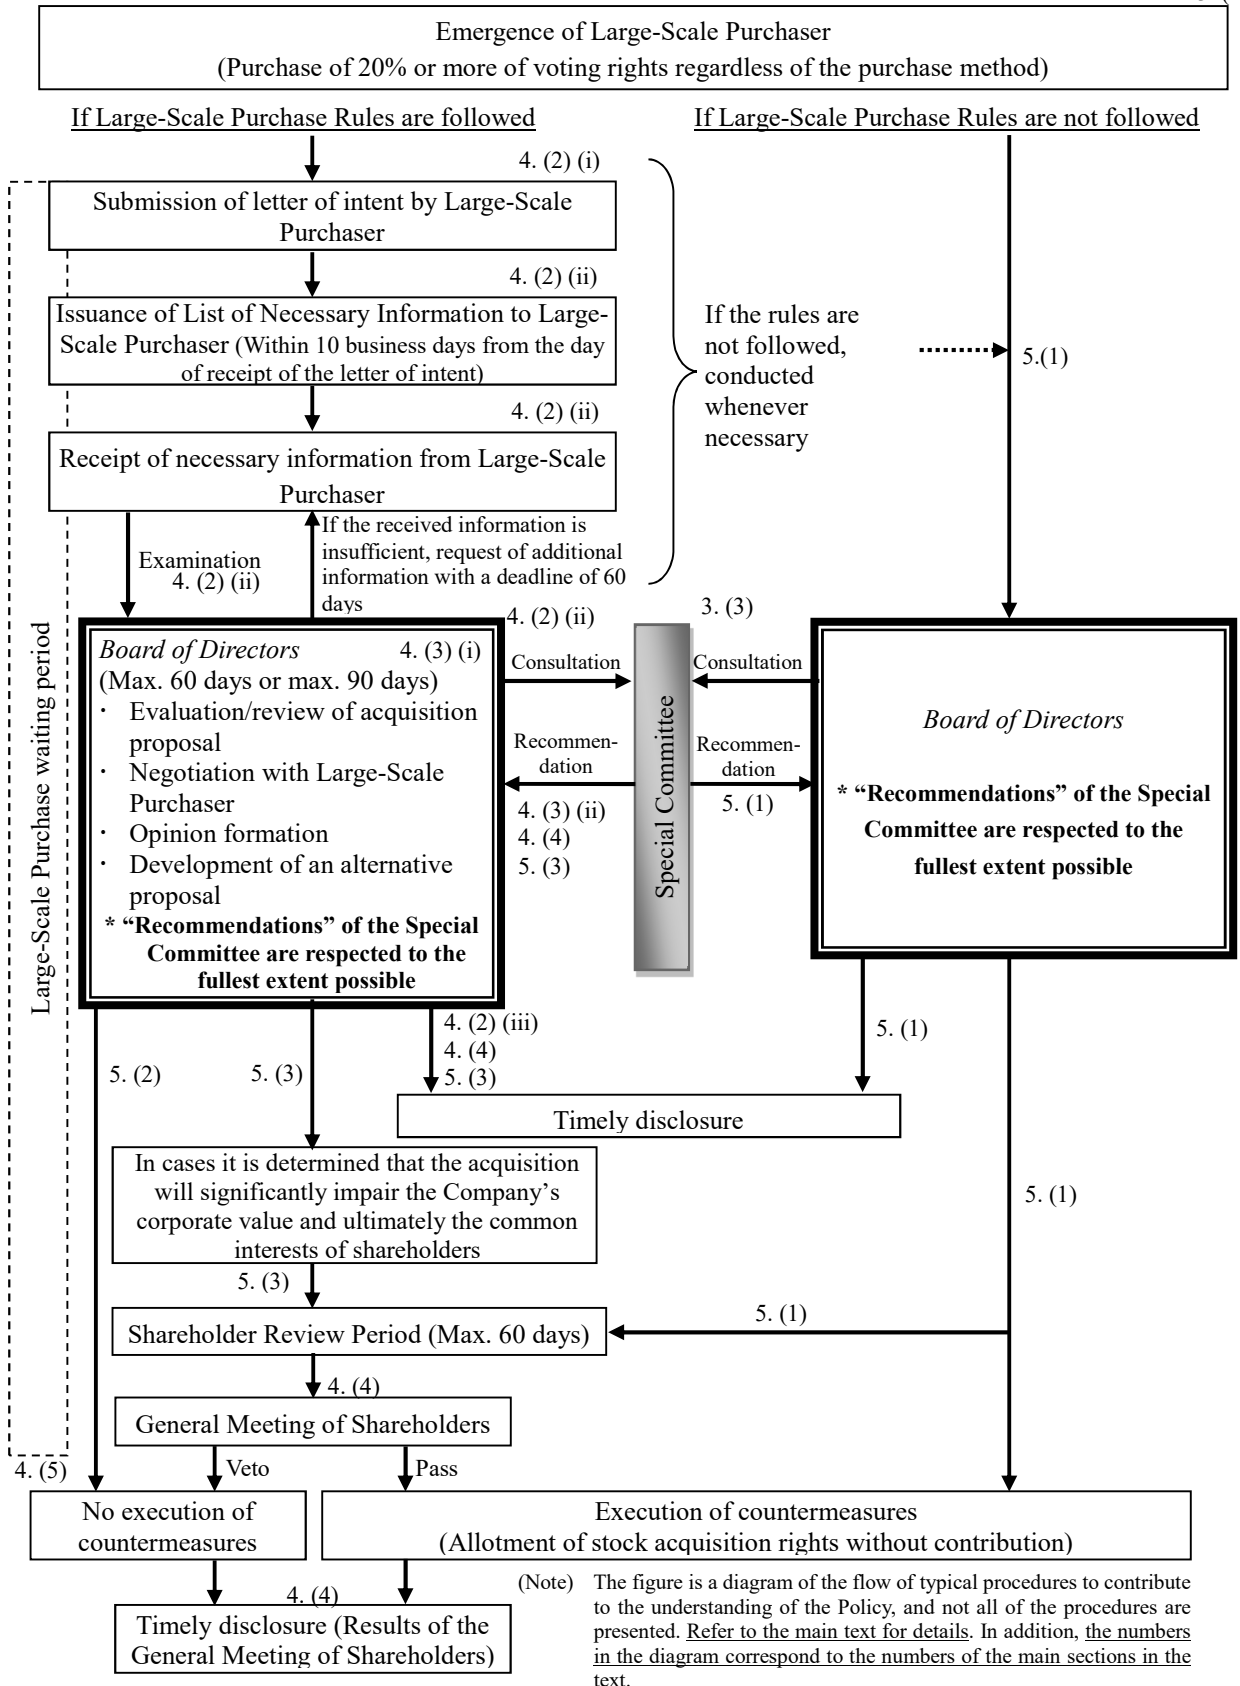 Emergence of Large-Scale Purchaser
(Purchase of 20% or more of voting rights regardless of the purchase method)
If Large-Scale Purchase Rules are followed
If Large-Scale Purchase Rules are not followed
4. (2) (i)
Submission of letter of intent by Large-Scale
Purchaser
4. (2) (ii)
Issuance of List of Necessary Information to Large-
Scale Purchaser (Within 10 business days from the day
of receipt of the letter of intent)
If the rules are
not followed,
conducted
whenever
necessary
5.(1)
4. (2) (ii)
Receipt of necessary information from Large-Scale
Purchaser
Examination
4. (2) (ii)
If the received information is
insufficient, request of additional
information with a deadline of 60
days
4. (2) (ii)
3. (3)
Large-Scale Purchase waiting period
Board of Directors 4. (3) (i)
(Max. 60 days or max. 90 days)
· Evaluation/review of acquisition
proposal
· Negotiation with Large-Scale
Purchaser
· Opinion formation
· Development of an alternative
proposal
* “Recommendations” of the Special
Committee are respected to the
fullest extent possible
Consultation
Recommen-
dation
4. (3) (ii)
4. (4)
5. (3)
Special Committee
Consultation
Recommen-
dation
5. (1)
Board of Directors
* “Recommendations” of the Special
Committee are respected to the
fullest extent possible
5. (2)
5. (3)
4. (2) (iii)
4. (4)
5. (3)
5. (1)
Timely disclosure
In cases it is determined that the acquisition
will significantly impair the Company’s
corporate value and ultimately the common
interests of shareholders
5. (1)
5. (3)
Shareholder Review Period (Max. 60 days)
5. (1)
4. (4)
General Meeting of Shareholders
4. (5)
Veto
Pass
No execution of
countermeasures
Execution of countermeasures
(Allotment of stock acquisition rights without contribution)
4. (4)
Timely disclosure (Results of the
General Meeting of Shareholders)
(Note) The figure is a diagram of the flow of typical procedures to contribute
to the understanding of the Policy, and not all of the procedures are
presented. Refer to the main text for details. In addition, the numbers
in the diagram correspond to the numbers of the main sections in the
text.